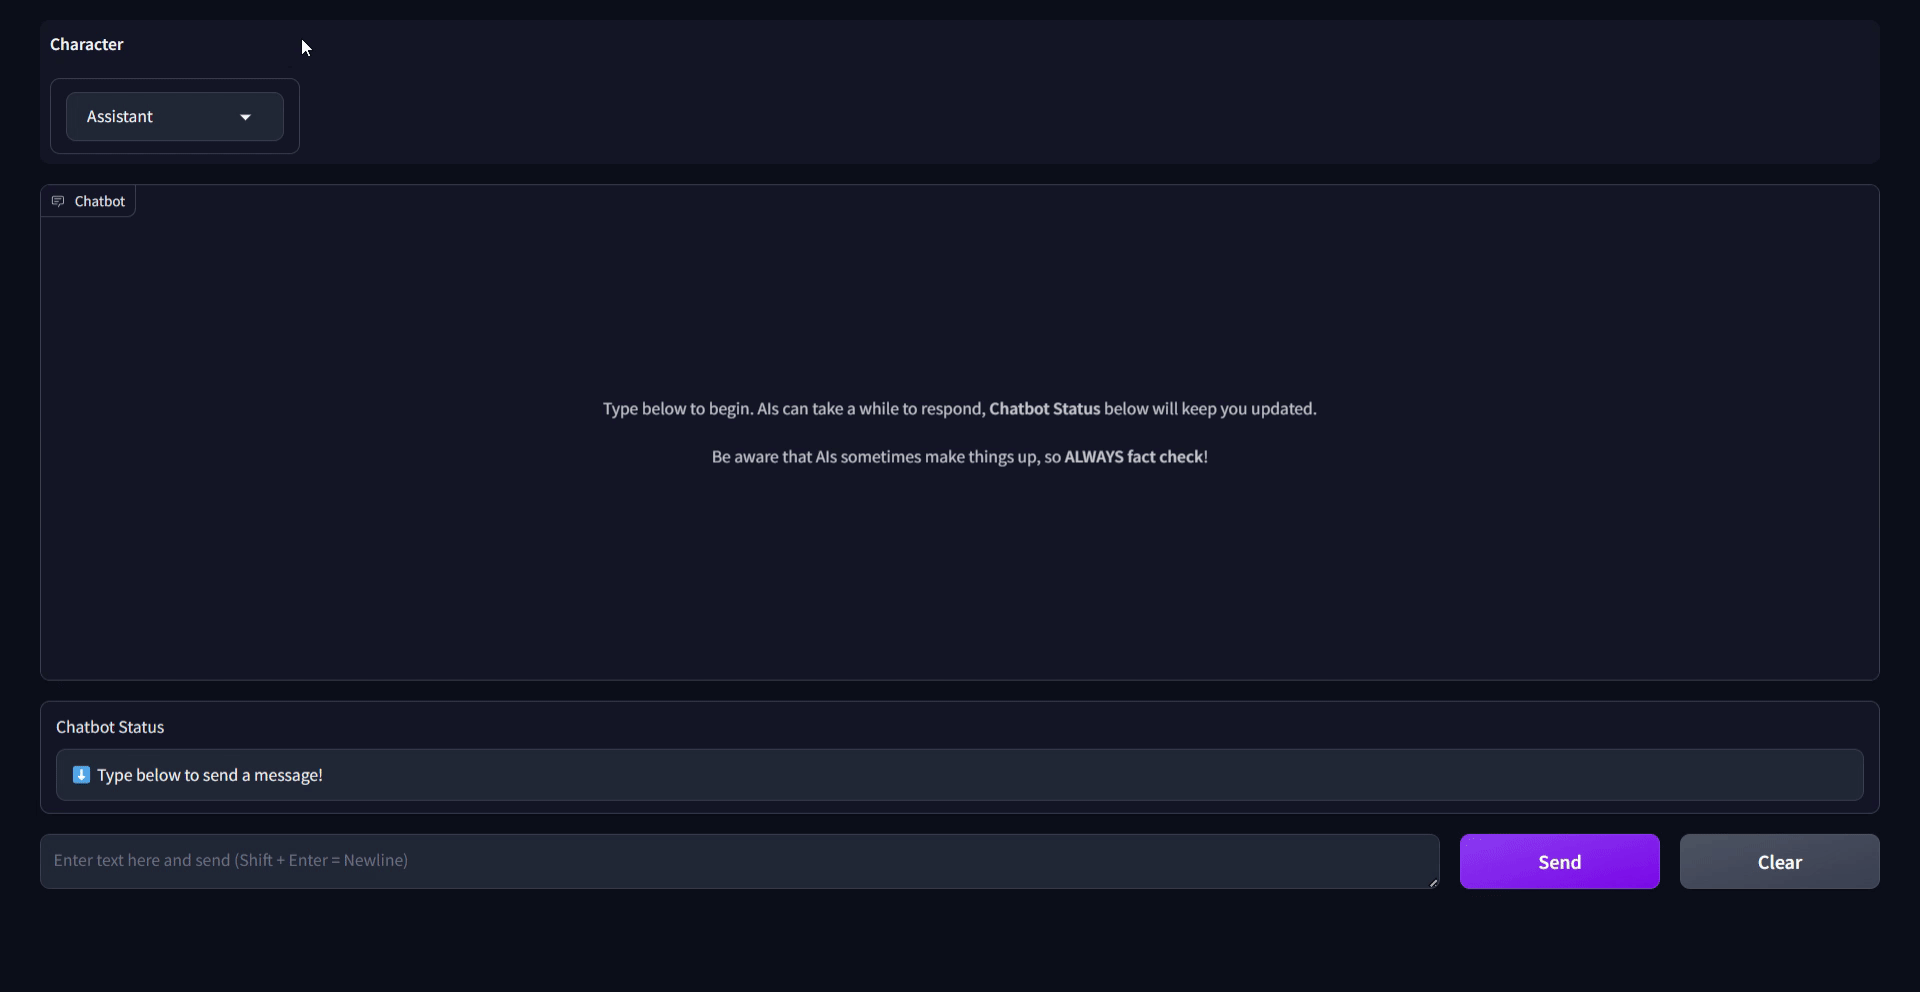 Character
Assistant
Chatbot
Type below to begin. AIs can take a while to respond, Chatbot Status below will keep you updated.
Be aware that AIs sometimes make things up, so ALWAYS fact check!
Chatbot Status
⬇️ Type below to send a message!
Enter text here and send (Shift + Enter = Newline)
Send
Clear